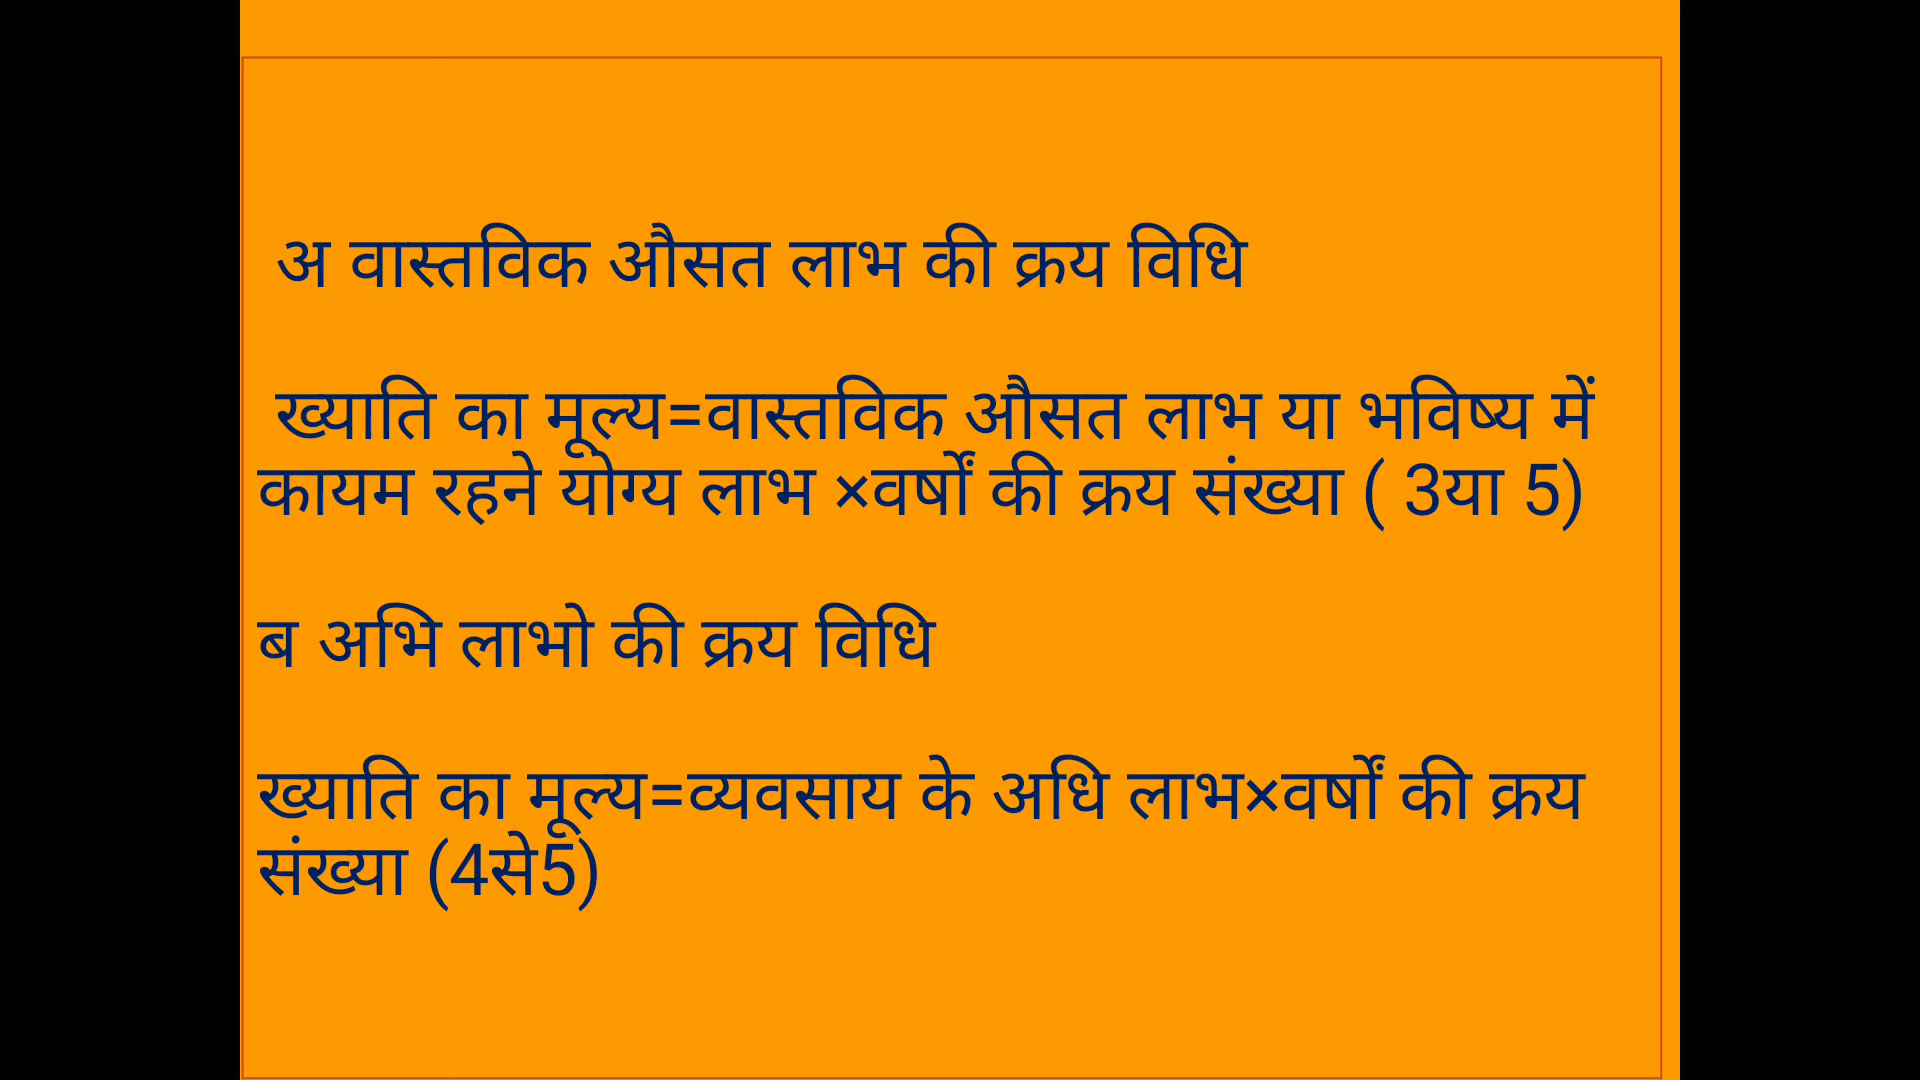 अ वास्तविक औसत लाभ की क्रय विधि
ख्याति का मूल्य=वास्तविक औसत लाभ या भविष्य में
कायम रहने योग्य लाभ ×वर्षों की क्रय संख्या ( 3या 5)
ब अभि लाभो की क्रय विधि
ख्याति का मूल्य=व्यवसाय के अधि लाभ×वर्षों की क्रय
संख्या (4से5)